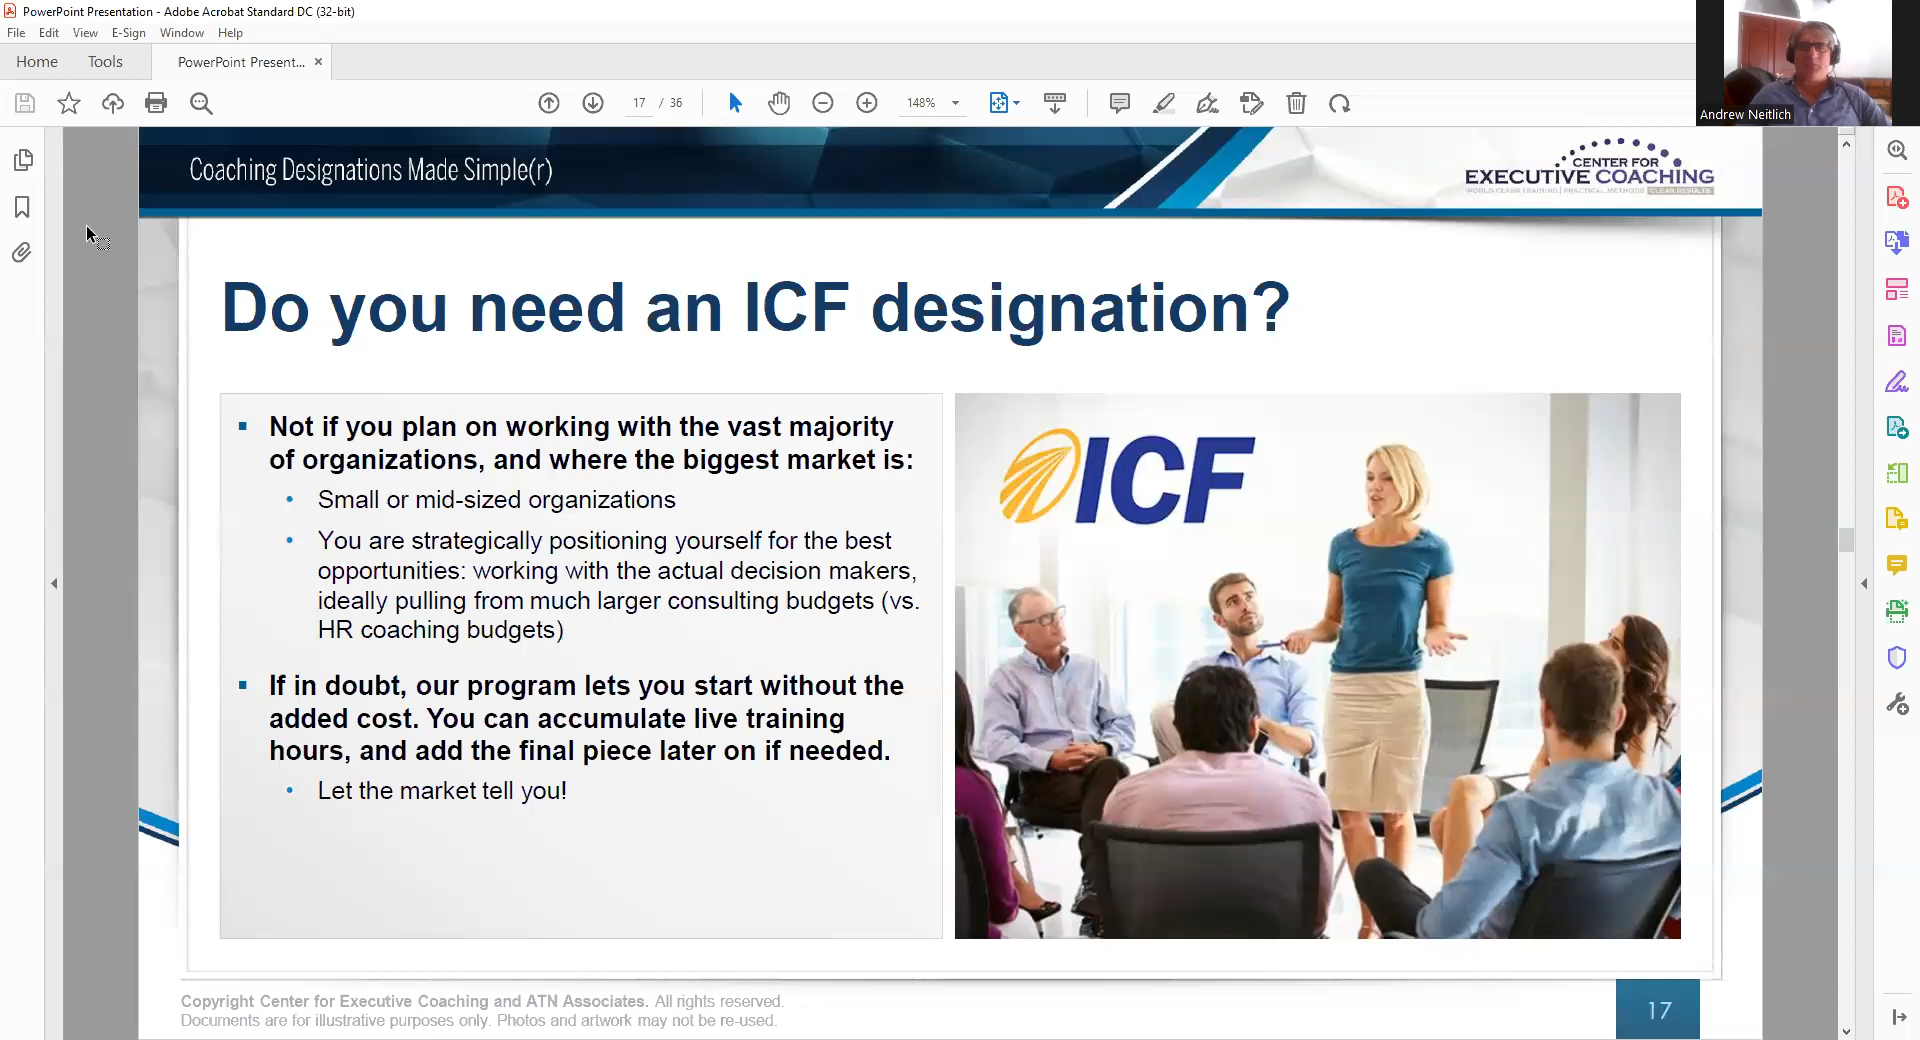 PowerPoint Presentation - Adobe Acrobat Standard DC (32-bit)
File Edit View E-Sign Window Help
Home Tools PowerPoint Present...
17 / 36 148%
Andrew Neitlich
Coaching Designations Made Simple(r)
CENTER FOR
EXECUTIVE COACHING
WORLD-CLASS TRAINING | PRACTICAL METHODS | CLEAR RESULTS
Do you need an ICF designation?
Not if you plan on working with the vast majority
of organizations, and where the biggest market is:
Small or mid-sized organizations
You are strategically positioning yourself for the best
opportunities: working with the actual decision makers,
ideally pulling from much larger consulting budgets (vs.
HR coaching budgets)
If in doubt, our program lets you start without the
added cost. You can accumulate live training
hours, and add the final piece later on if needed.
Let the market tell you!
ICF
Copyright Center for Executive Coaching and ATN Associates. All rights reserved.
Documents are for illustrative purposes only. Photos and artwork may not be re-used.
17